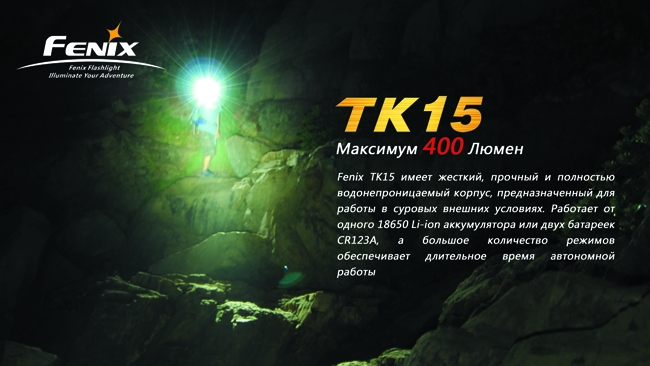 FENIX
Fenix Flashlight
Illuminate Your Adventure
TK15
Максимум 400 Люмен
Fenix TK15 имеет жесткий, прочный и полностью
водонепроницаемый корпус, предназначенный для
работы в суровых внешних условиях. Работает от
одного 18650 Li-ion аккумулятора или двух батареек
CR123A, а большое количество режимов
обеспечивает длительное время автономной
работы